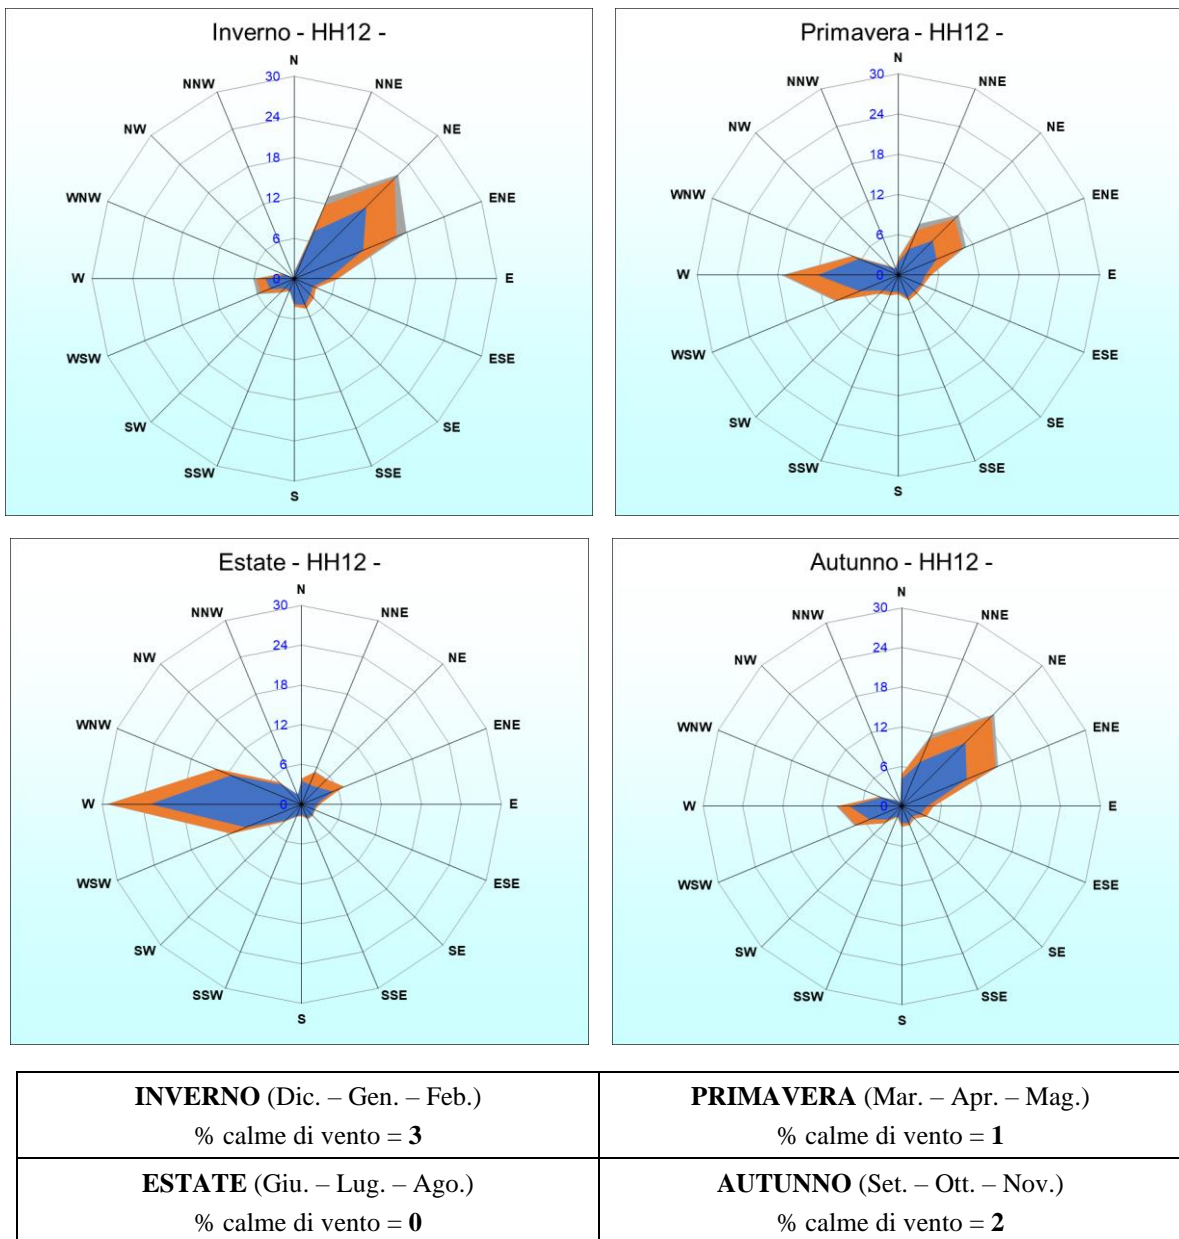 Inverno - HH12 -
N
NNE
NE
ENE
E
ESE
SE
SSE
S
SSW
SW
WSW
W
WNW
NW
NNW
30
24
18
12
6
0
Primavera - HH12 -
N
NNE
NE
ENE
E
ESE
SE
SSE
S
SSW
SW
WSW
W
WNW
NW
NNW
30
24
18
12
6
0
Estate - HH12 -
N
NNE
NE
ENE
E
ESE
SE
SSE
S
SSW
SW
WSW
W
WNW
NW
NNW
30
24
18
12
6
0
Autunno - HH12 -
N
NNE
NE
ENE
E
ESE
SE
SSE
S
SSW
SW
WSW
W
WNW
NW
NNW
30
24
18
12
6
0
INVERNO (Dic. – Gen. – Feb.)
% calme di vento = 3
PRIMAVERA (Mar. – Apr. – Mag.)
% calme di vento = 1
ESTATE (Giu. – Lug. – Ago.)
% calme di vento = 0
AUTUNNO (Set. – Ott. – Nov.)
% calme di vento = 2